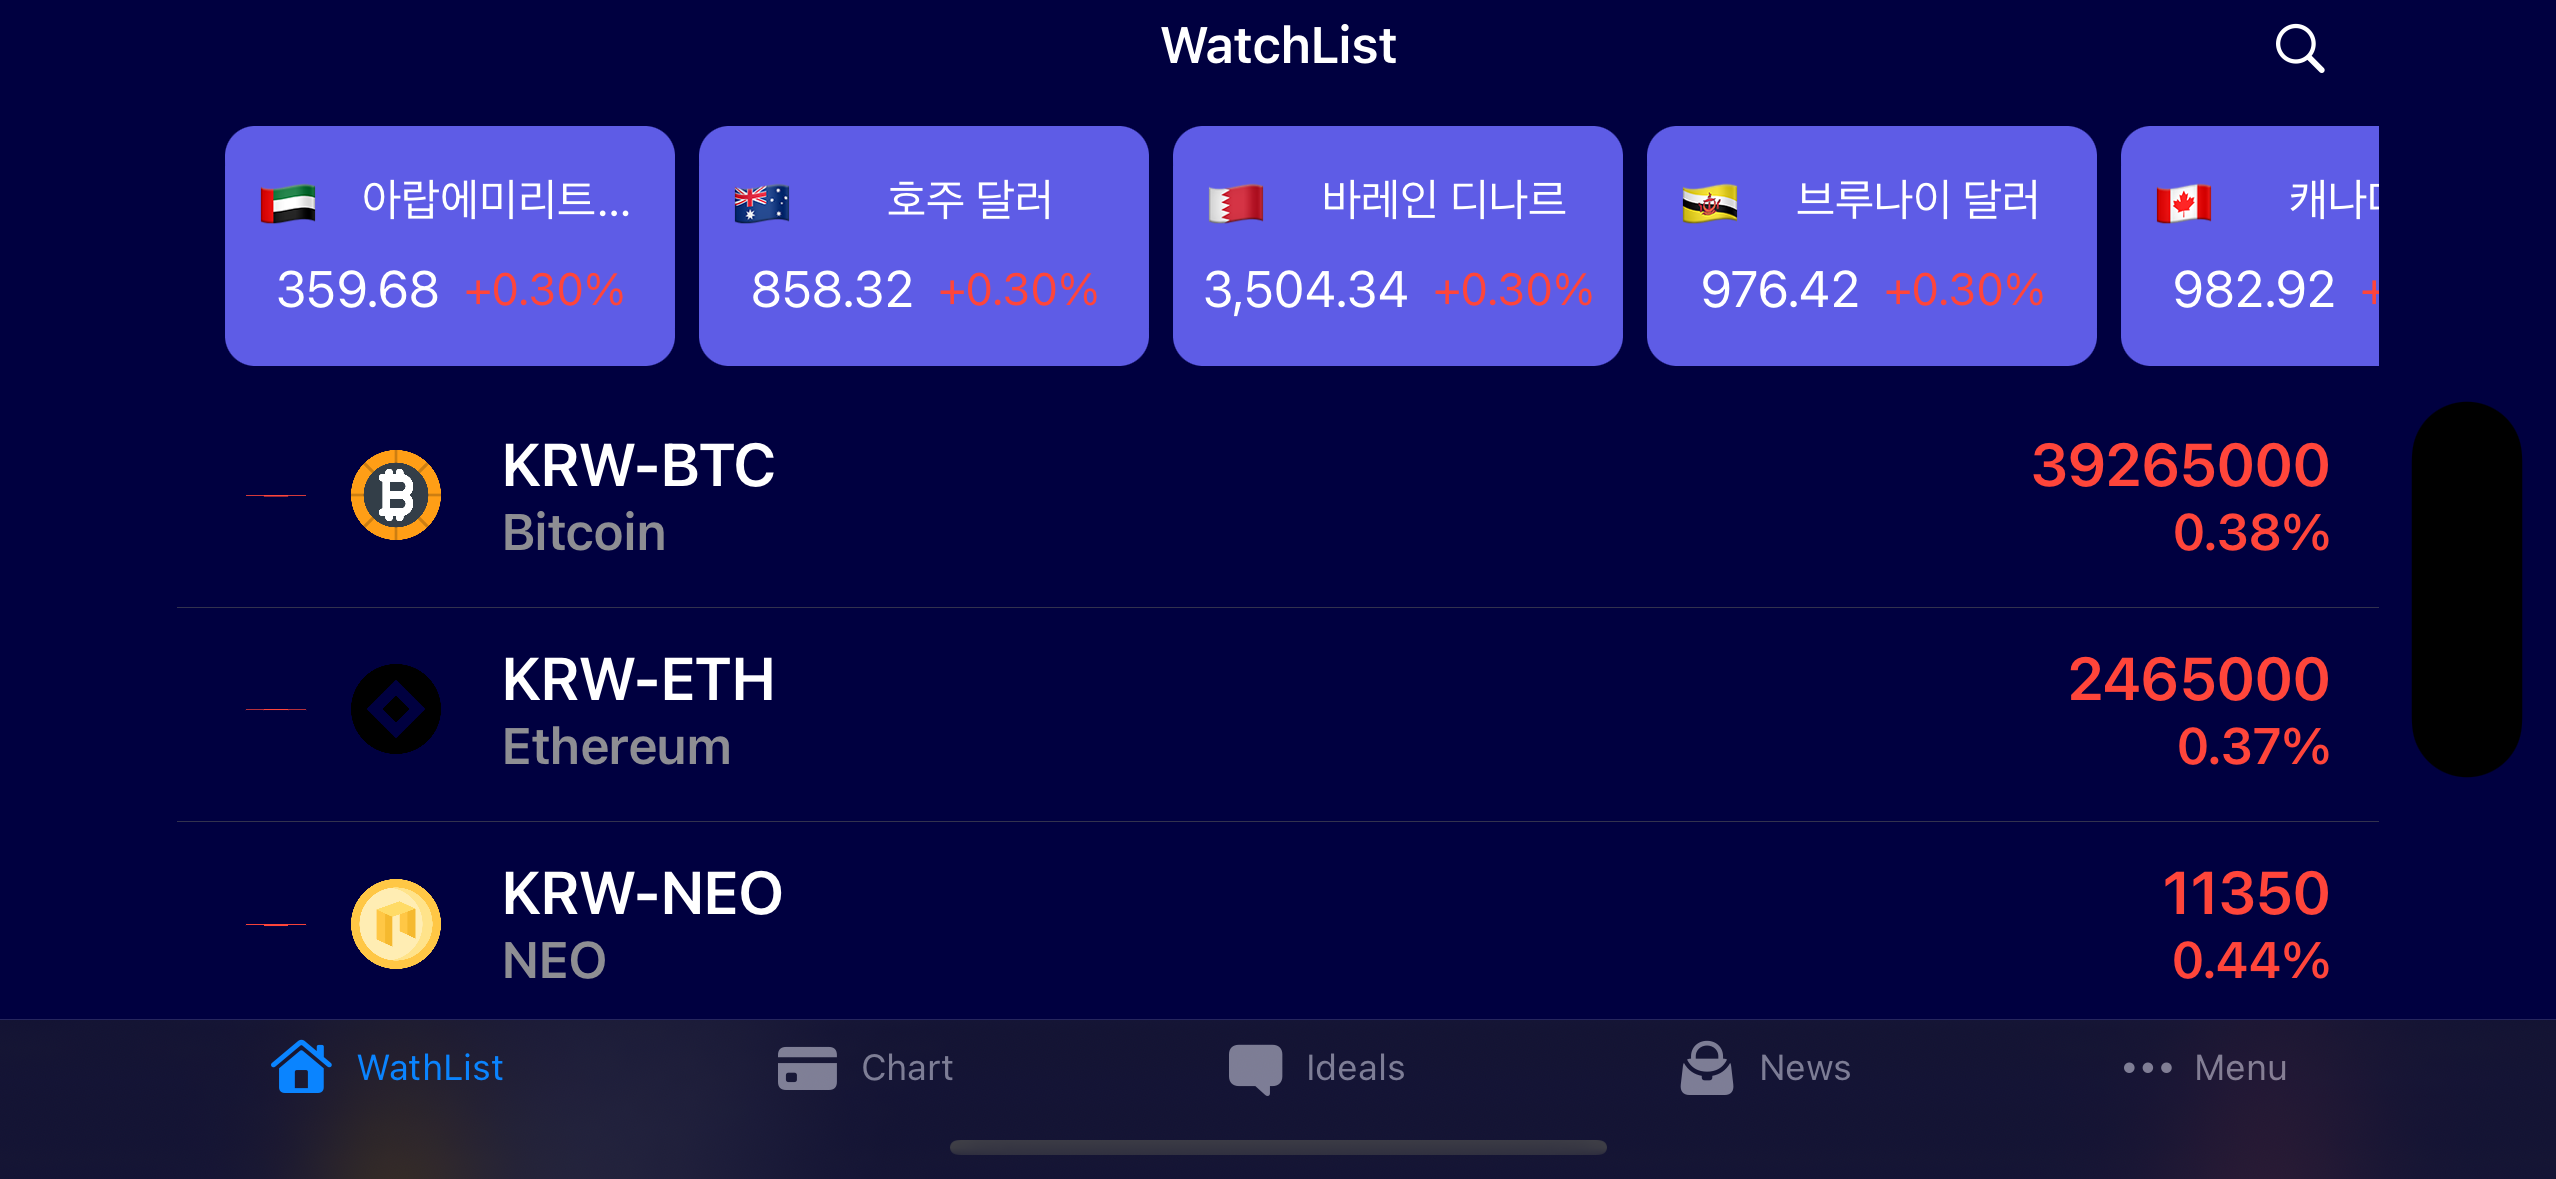 WatchList
아랍에미리트...
359.68 +0.30%
호주 달러
858.32 +0.30%
바레인 디나르
3,504.34 +0.30%
브루나이 달러
976.42 +0.30%
캐나
982.92 +
KRW-BTC
39265000
Bitcoin
0.38%
KRW-ETH
2465000
Ethereum
0.37%
KRW-NEO
11350
NEO
0.44%
WathList
Chart
Ideals
News
Menu